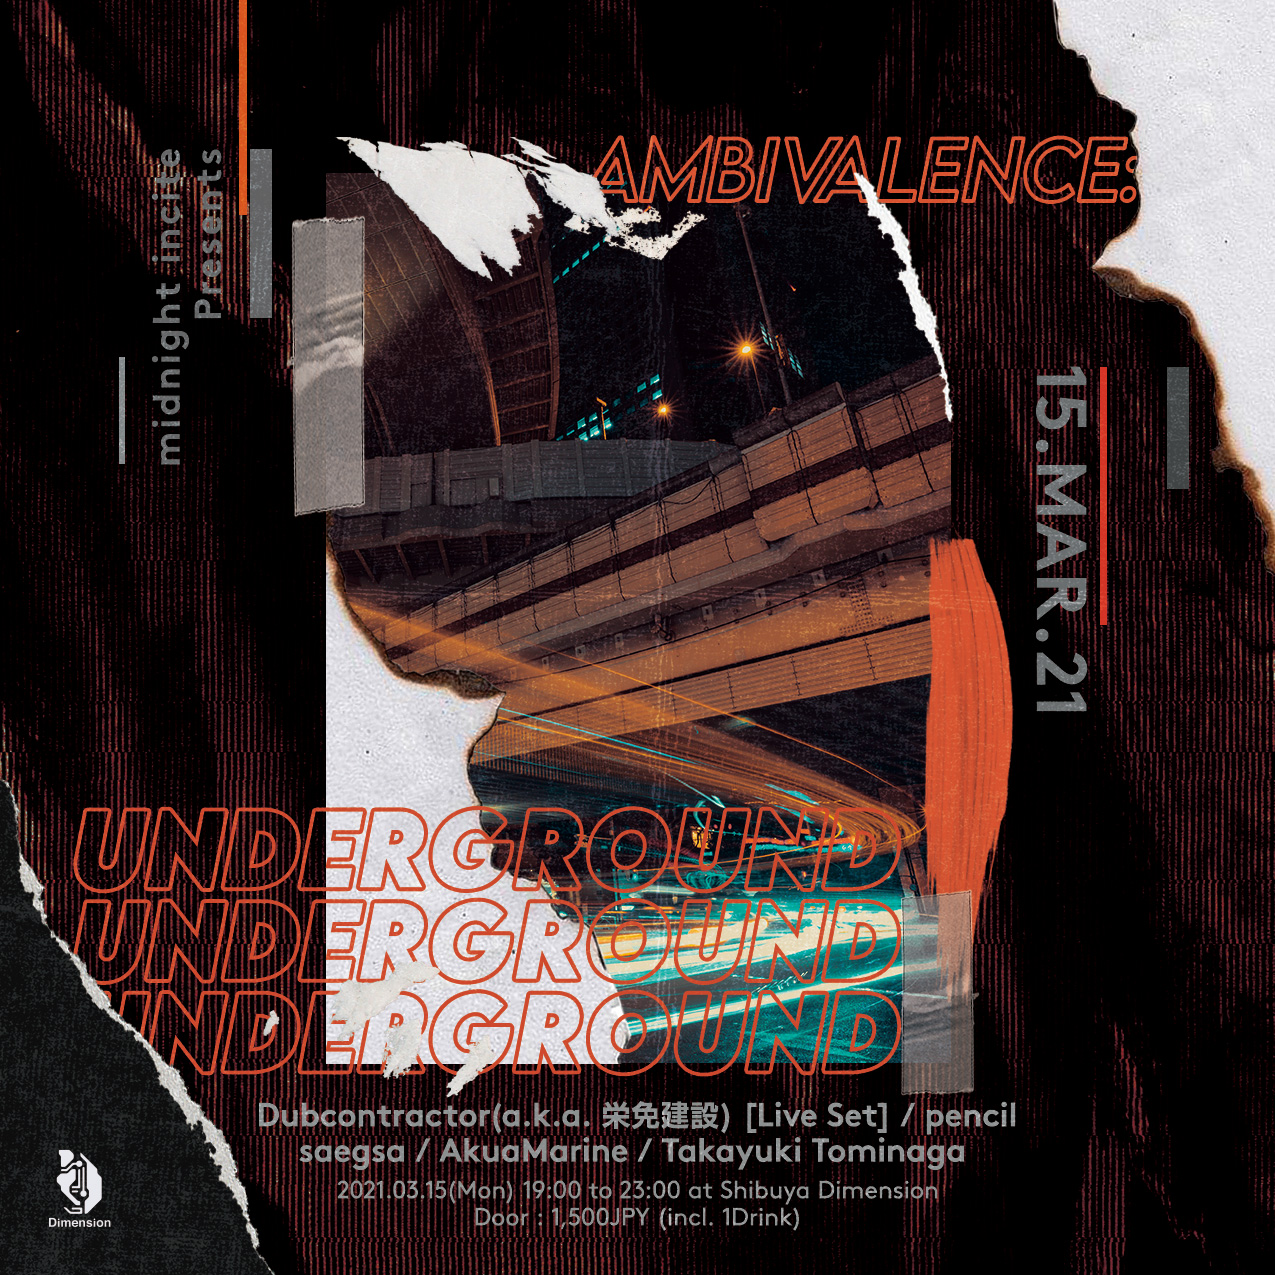 AMBIVALENCE:
midnight incite
Presents
15.MAR.21
UNDERGROUND
UNDERGROUND
UNDERGROUND
Dubcontractor(a.k.a. 栄免建設) [Live Set] / pencil
saegsa / AkuaMarine / Takayuki Tominaga
2021.03.15(Mon) 19:00 to 23:00 at Shibuya Dimension
Door : 1,500JPY (incl. 1Drink)
Dimension